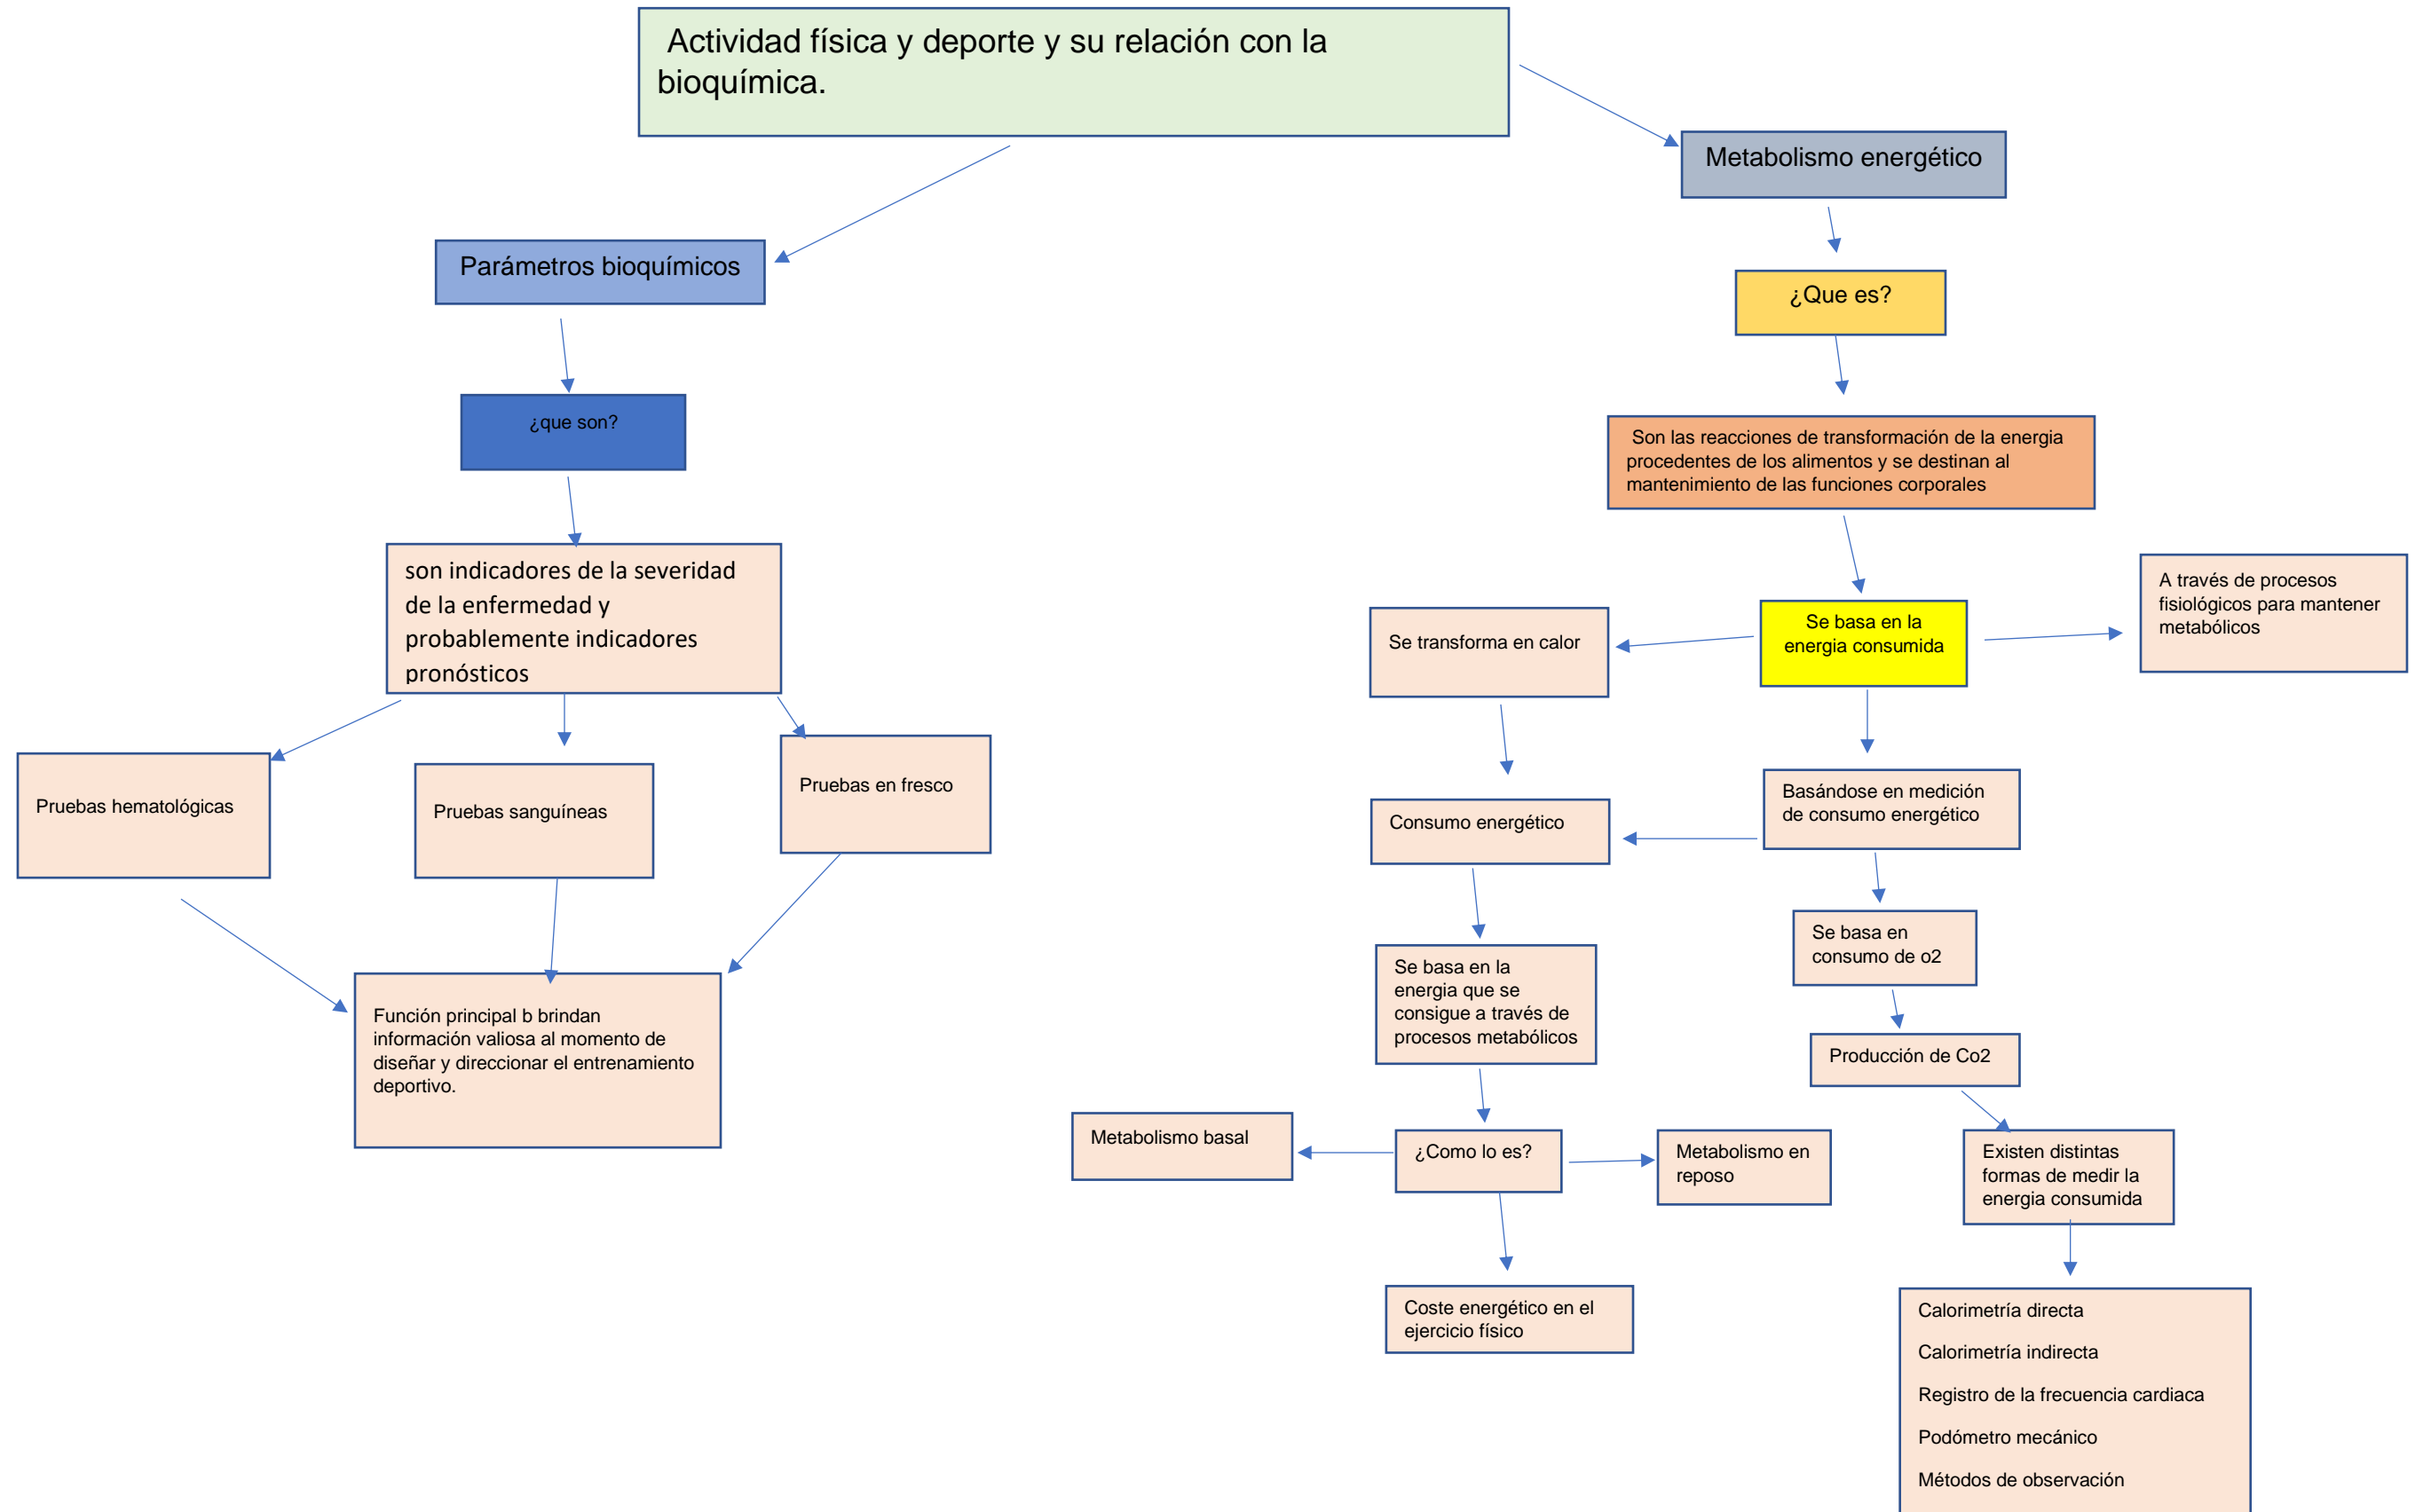 Actividad física y deporte y su relación con la
bioquímica.
Metabolismo energético
Parámetros bioquímicos
¿Que es?
¿que son?
Son las reacciones de transformación de la energia
procedentes de los alimentos y se destinan al
mantenimiento de las funciones corporales
son indicadores de la severidad
de la enfermedad y
probablemente indicadores
pronósticos
A través de procesos
fisiológicos para mantener
metabólicos
Se basa en la
energia consumida
Se transforma en calor
Pruebas hematológicas
Pruebas sanguíneas
Pruebas en fresco
Consumo energético
Basándose en medición
de consumo energético
Se basa en
consumo de o2
Se basa en la
energia que se
consigue a través de
procesos metabólicos
Función principal b brindan
información valiosa al momento de
diseñar y direccionar el entrenamiento
deportivo.
Producción de Co2
Metabolismo basal
¿Como lo es?
Metabolismo en
reposo
Existen distintas
formas de medir la
energia consumida
Coste energético en el
ejercicio físico
Calorimetría directa
Calorimetría indirecta
Registro de la frecuencia cardiaca
Podómetro mecánico
Métodos de observación